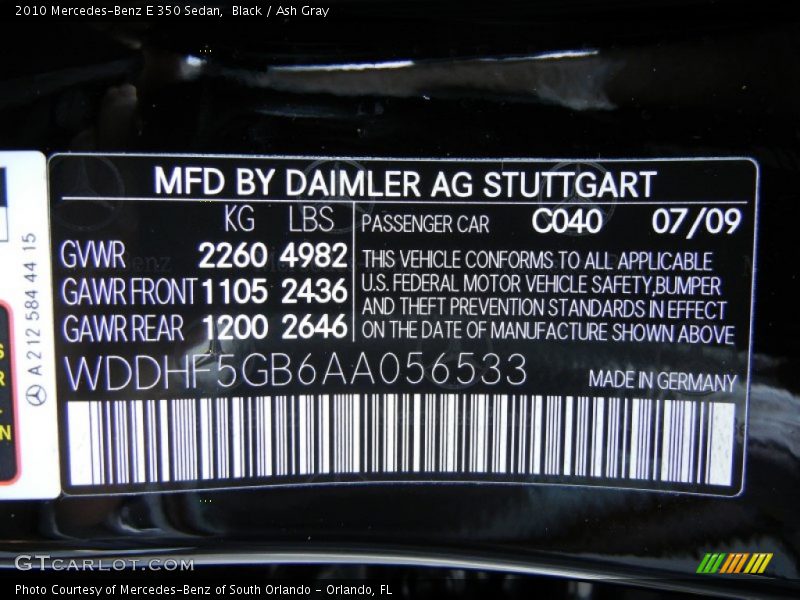 2010 Mercedes-Benz E 350 Sedan,  Black / Ash Gray
MFD BY DAIMLER AG STUTTGART
KG LBS
GVWR 2260 4982
GAWR FRONT 1105 2436
GAWR REAR 1200 2646
PASSENGER CAR C040 07/09
THIS VEHICLE CONFORMS TO ALL APPLICABLE
U.S. FEDERAL MOTOR VEHICLE SAFETY,BUMPER
AND THEFT PREVENTION STANDARDS IN EFFECT
ON THE DATE OF MANUFACTURE SHOWN ABOVE
WDDHF5GB6AA056533
MADE IN GERMANY
A 212 584 44 15
GTCARLOT.COM
Photo Courtesy of Mercedes-Benz of South Orlando - Orlando, FL